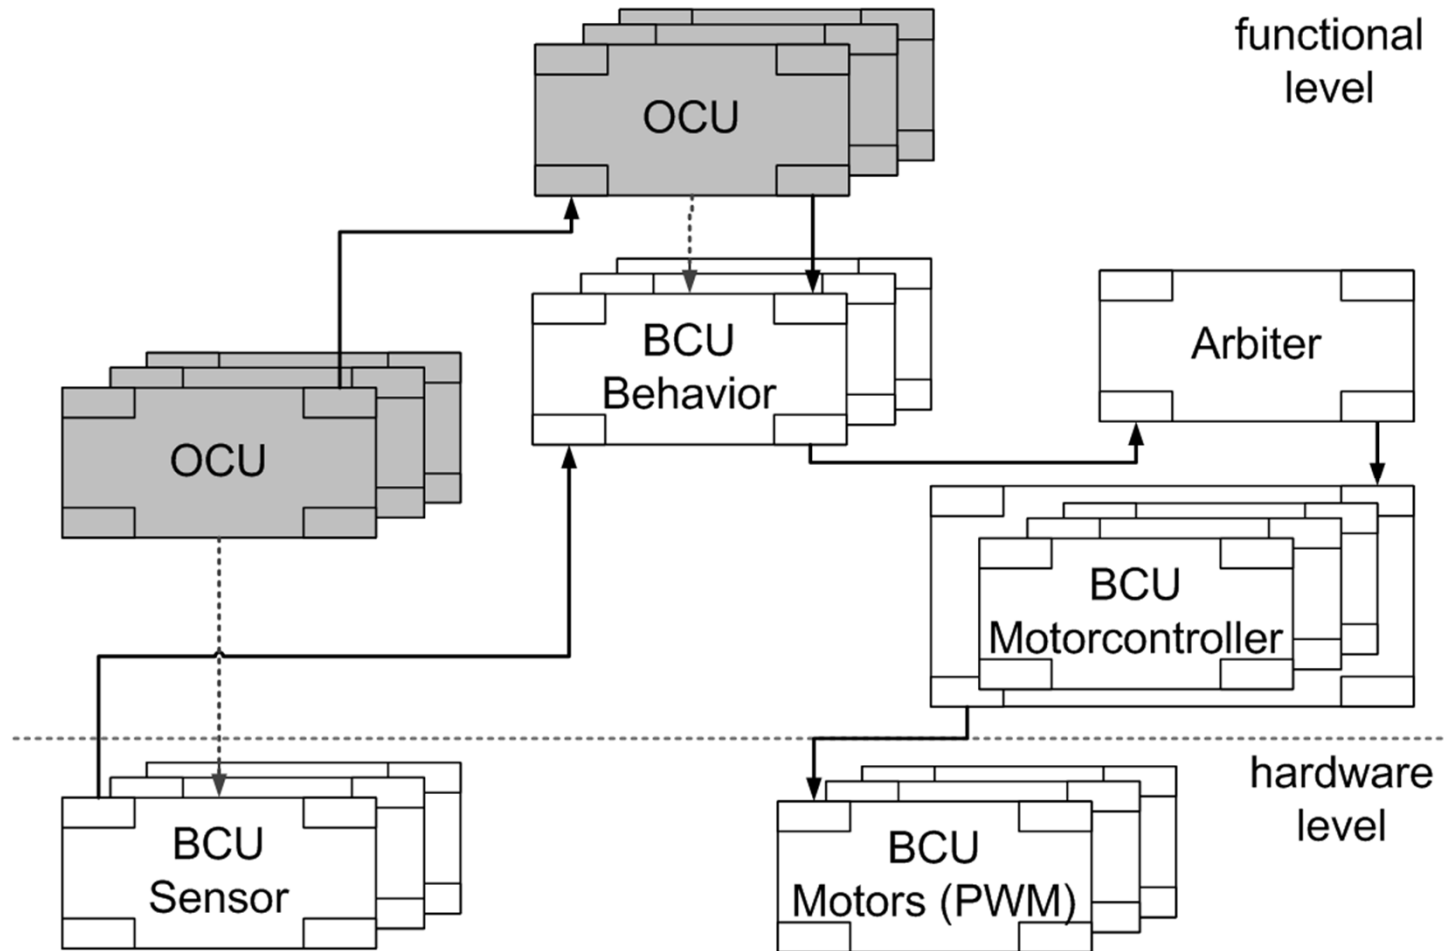 functional
level
OCU
BCU
Behavior
Arbiter
OCU
BCU
Motorcontroller
hardware
level
BCU
Sensor
BCU
Motors (PWM)